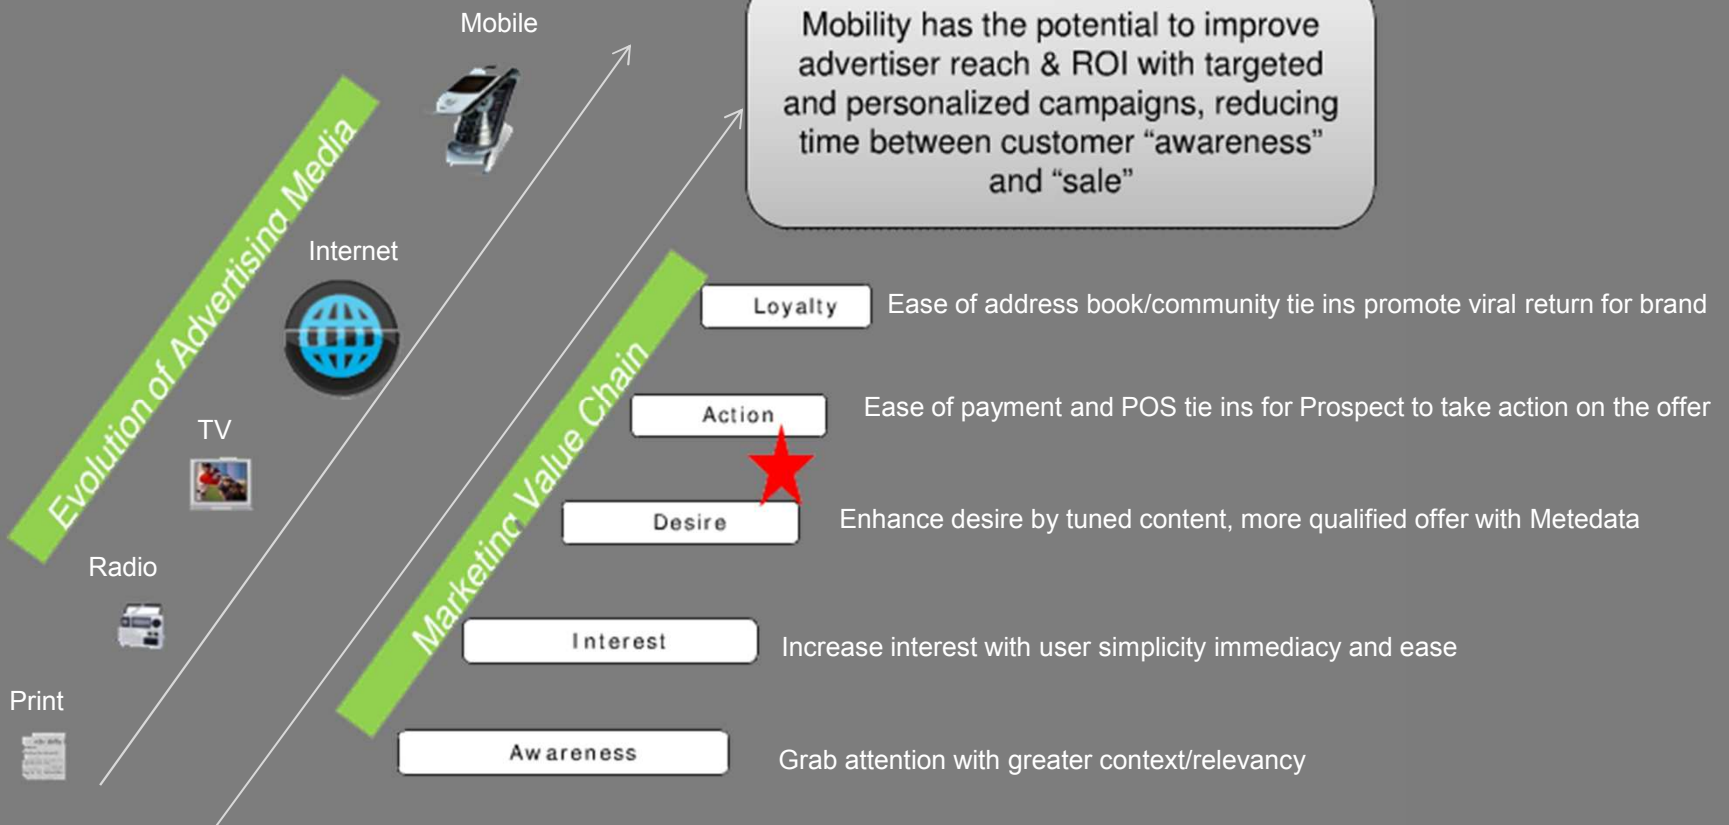 Mobile
Mobility has the potential to improve
advertiser reach & ROI with targeted
and personalized campaigns, reducing
time between customer “awareness”
and “sale”
Evolution of Advertising Media
Internet
TV
Radio
Print
Marketing Value Chain
Loyalty
Ease of address book/community tie ins promote viral return for brand
Action
Ease of payment and POS tie ins for Prospect to take action on the offer
Desire
Enhance desire by tuned content, more qualified offer with Metedata
Interest
Increase interest with user simplicity immediacy and ease
Awareness
Grab attention with greater context/relevancy